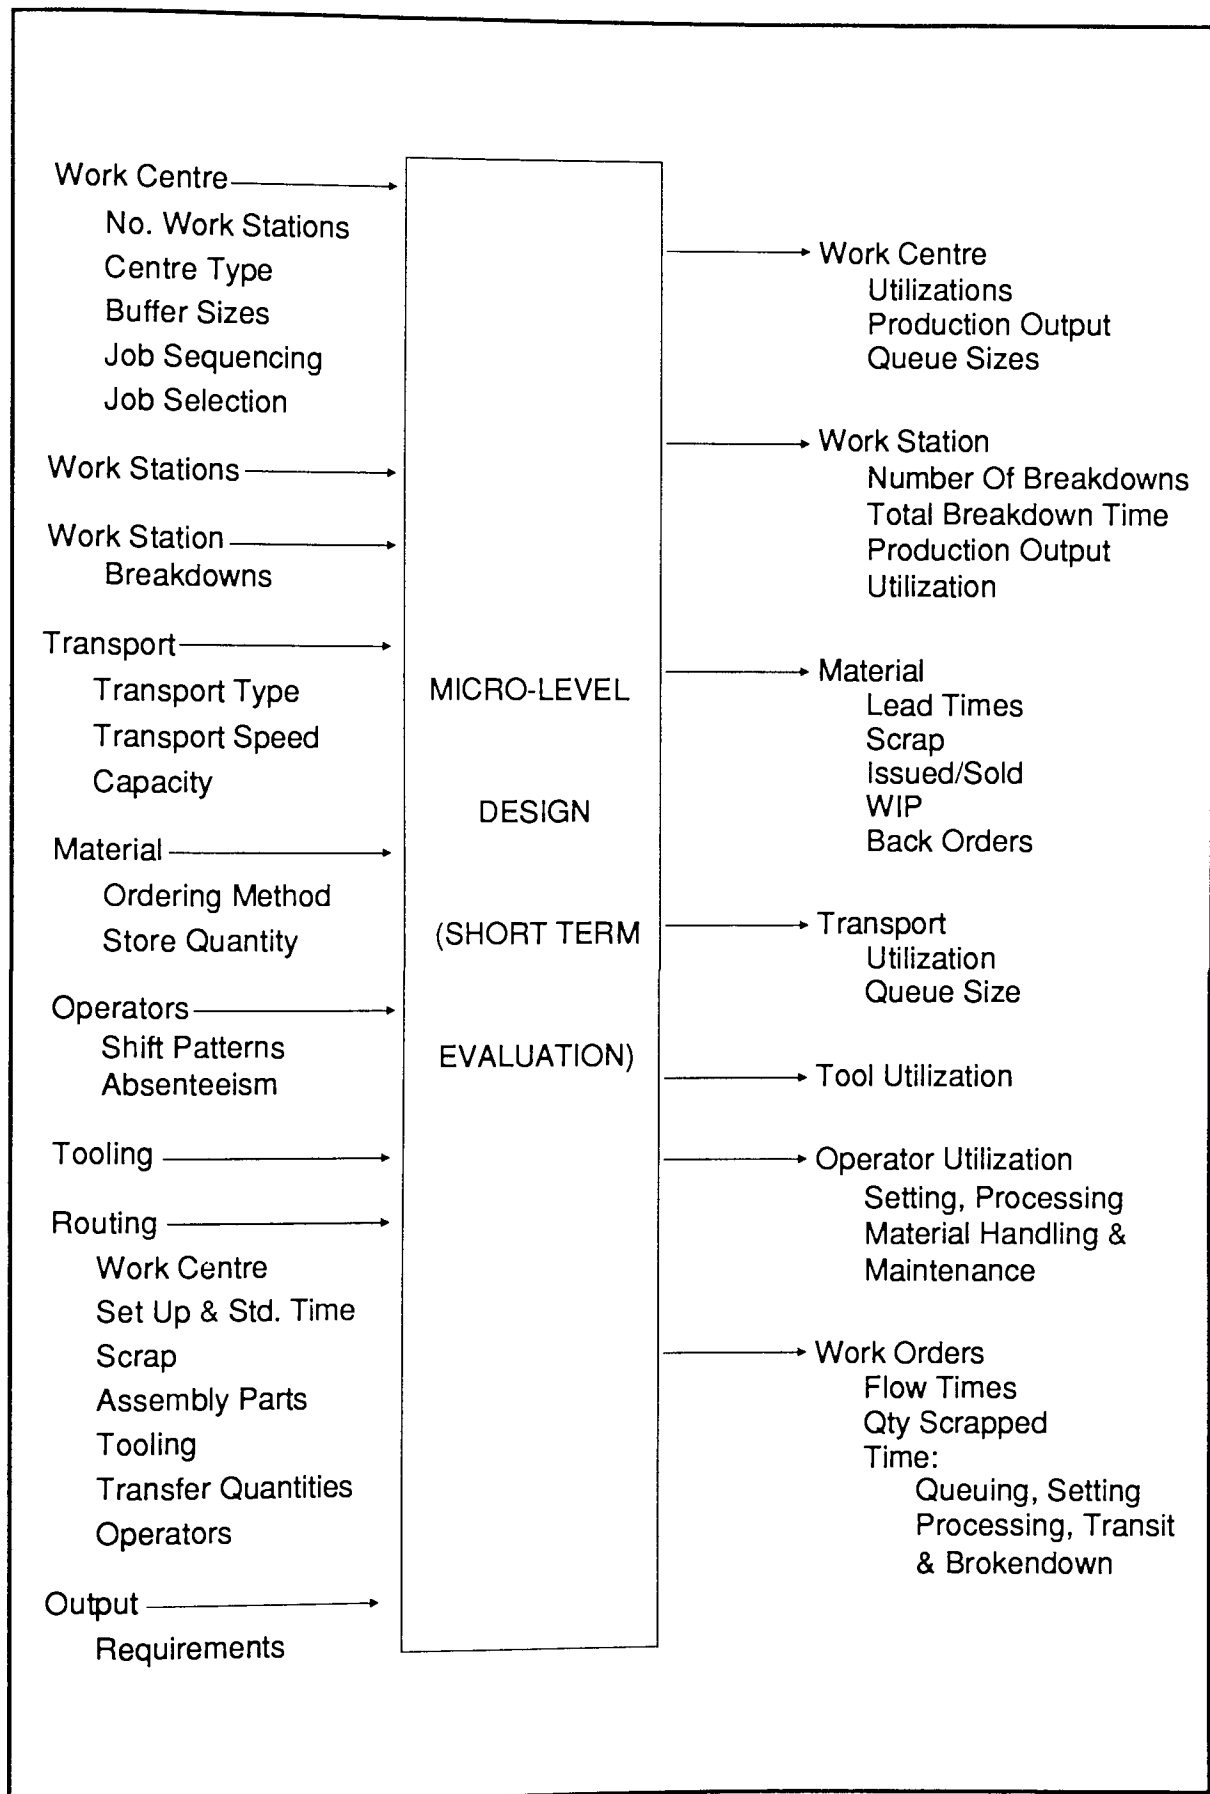 Work Centre
No. Work Stations
Centre Type
Buffer Sizes
Job Sequencing
Job Selection
Work Stations
Work Station
Breakdowns
Transport
Transport Type
Transport Speed
Capacity
Material
Ordering Method
Store Quantity
Operators
Shift Patterns
Absenteeism
Tooling
Routing
Work Centre
Set Up & Std. Time
Scrap
Assembly Parts
Tooling
Transfer Quantities
Operators
Output
Requirements
MICRO-LEVEL
DESIGN
(SHORT TERM
EVALUATION)
Work Centre
Utilizations
Production Output
Queue Sizes
Work Station
Number Of Breakdowns
Total Breakdown Time
Production Output
Utilization
Material
Lead Times
Scrap
Issued/Sold
WIP
Back Orders
Transport
Utilization
Queue Size
Tool Utilization
Operator Utilization
Setting, Processing
Material Handling &
Maintenance
Work Orders
Flow Times
Qty Scrapped
Time:
Queuing, Setting
Processing, Transit
& Brokendown